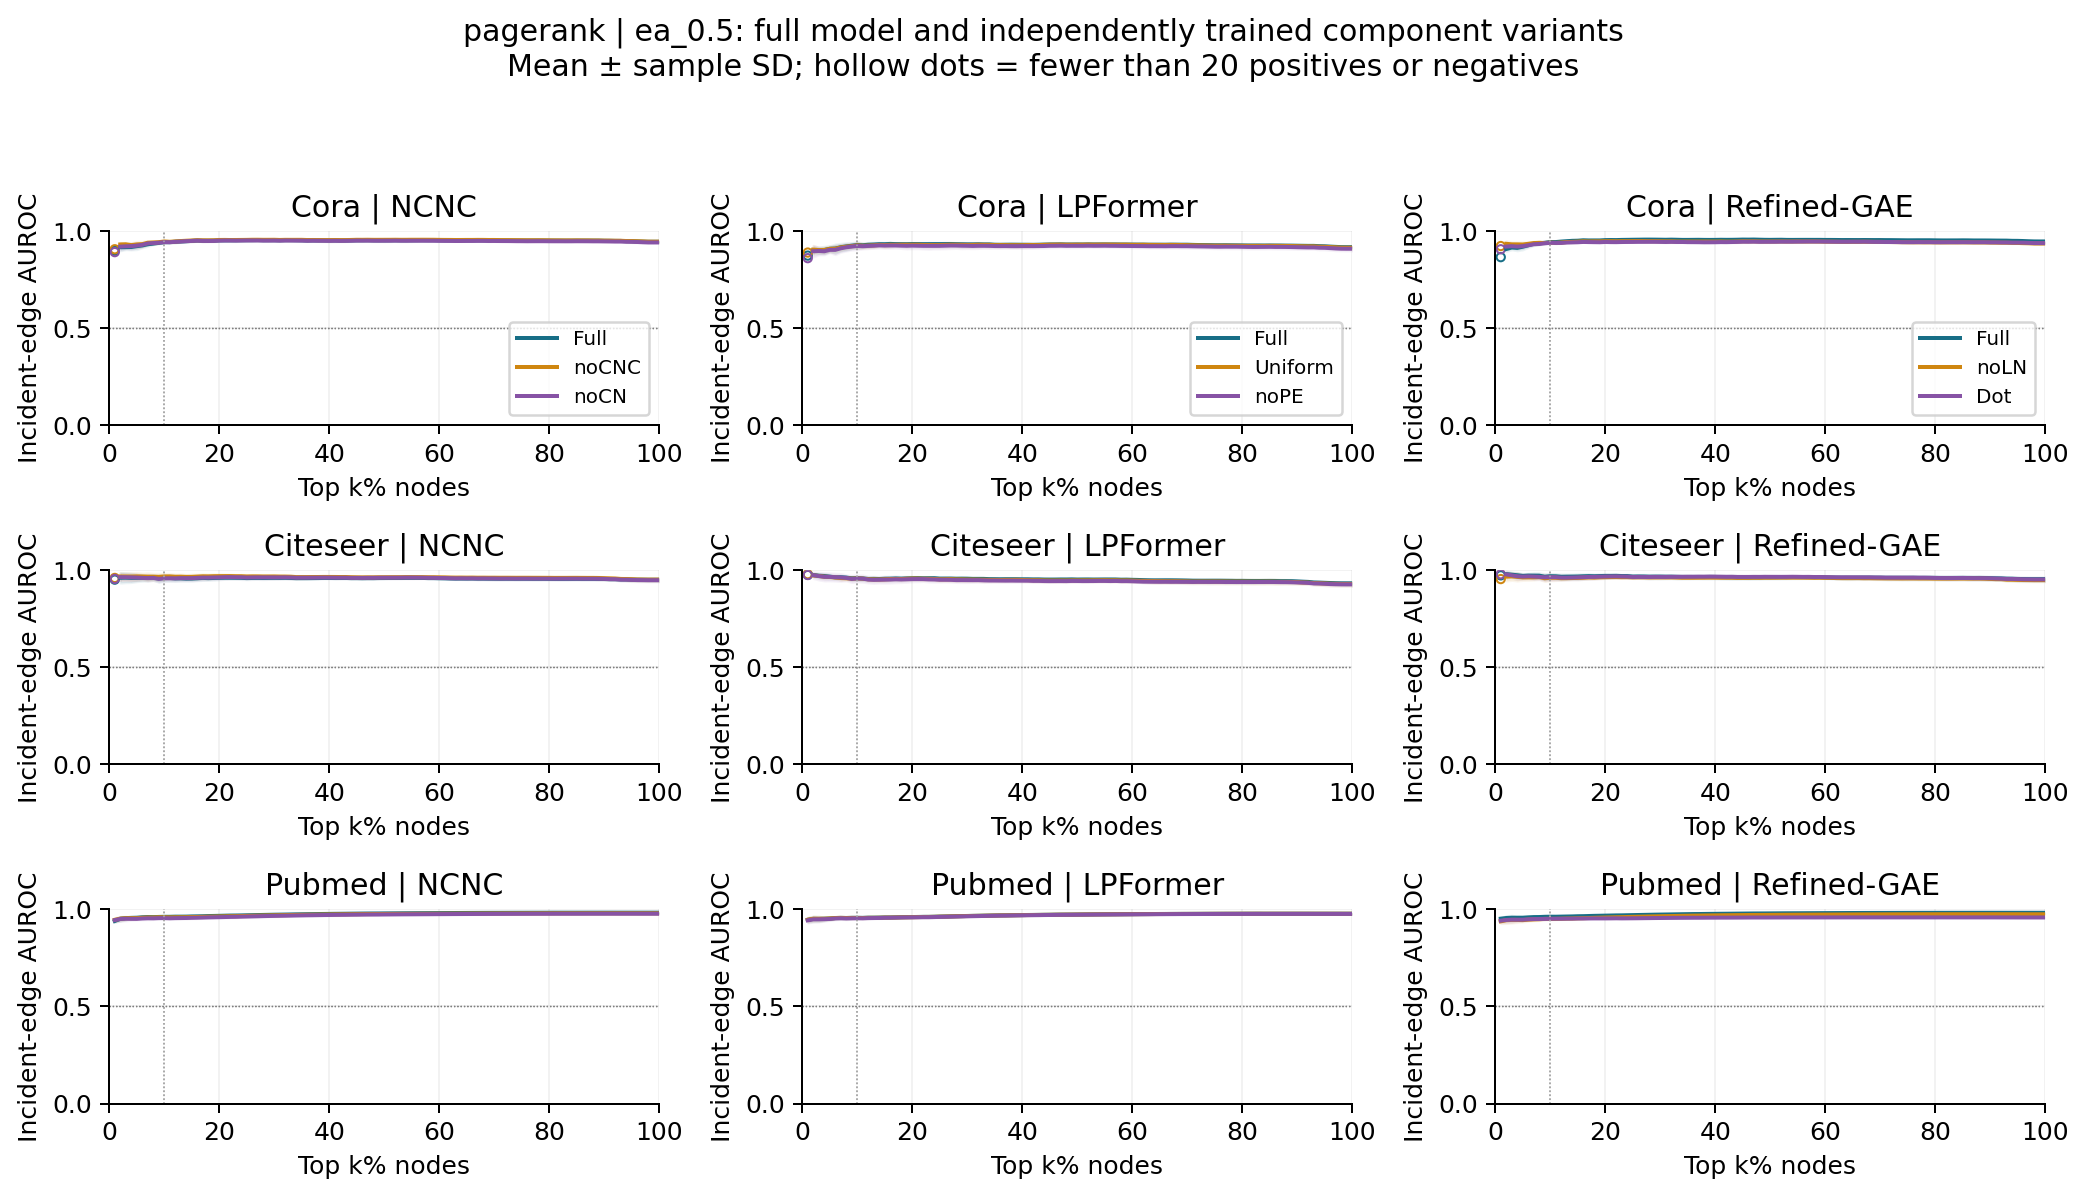 pagerank | ea_0.5: full model and independently trained component variants
Mean ± sample SD; hollow dots = fewer than 20 positives or negatives
Cora | NCNC
Incident-edge AUROC
1.0
0.5
0.0
Full
noCNC
noCN
0 20 40 60 80 100
Top k% nodes
Cora | LPFormer
Incident-edge AUROC
1.0
0.5
0.0
Full
Uniform
noPE
0 20 40 60 80 100
Top k% nodes
Cora | Refined-GAE
Incident-edge AUROC
1.0
0.5
0.0
Full
noLN
Dot
0 20 40 60 80 100
Top k% nodes
Citeseer | NCNC
Incident-edge AUROC
1.0
0.5
0.0
0 20 40 60 80 100
Top k% nodes
Citeseer | LPFormer
Incident-edge AUROC
1.0
0.5
0.0
0 20 40 60 80 100
Top k% nodes
Citeseer | Refined-GAE
Incident-edge AUROC
1.0
0.5
0.0
0 20 40 60 80 100
Top k% nodes
Pubmed | NCNC
Incident-edge AUROC
1.0
0.5
0.0
0 20 40 60 80 100
Top k% nodes
Pubmed | LPFormer
Incident-edge AUROC
1.0
0.5
0.0
0 20 40 60 80 100
Top k% nodes
Pubmed | Refined-GAE
Incident-edge AUROC
1.0
0.5
0.0
0 20 40 60 80 100
Top k% nodes